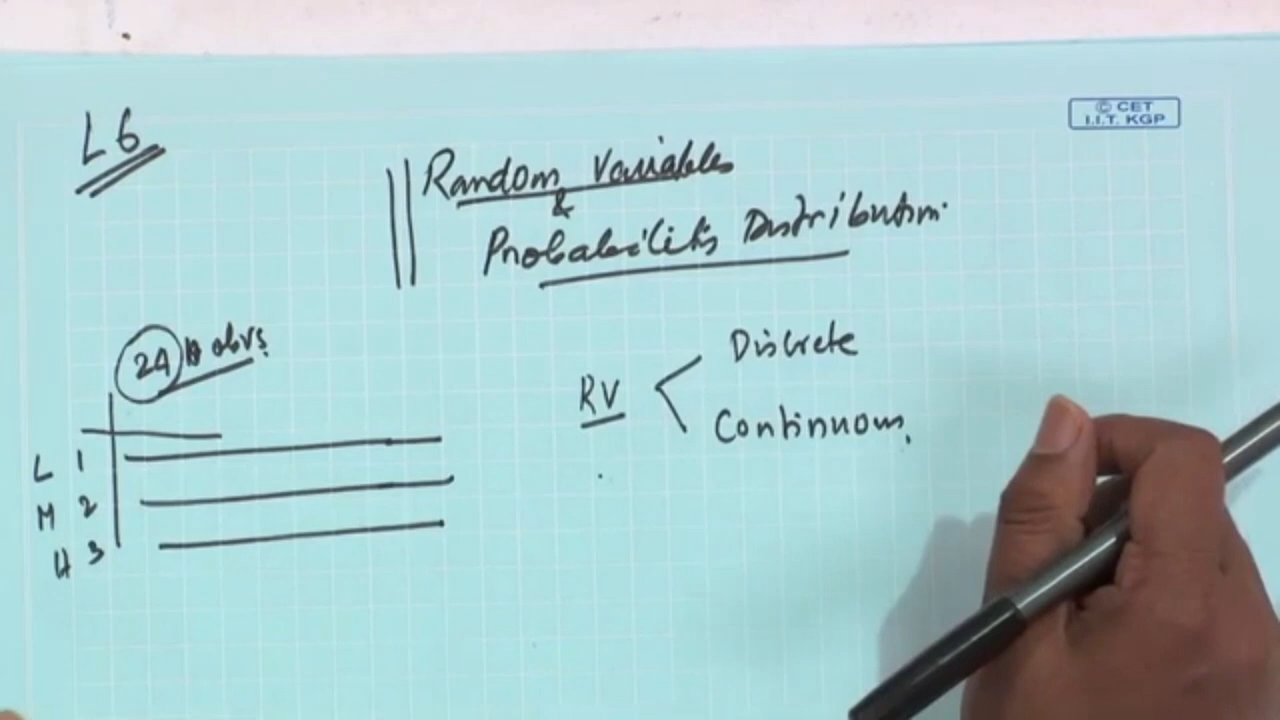 L6
© CET
I.I.T. KGP
Random Variables
&
Probability Distribution.
24 obvs.
RV
Discrete
Continuous.
L 1
M 2
H 3